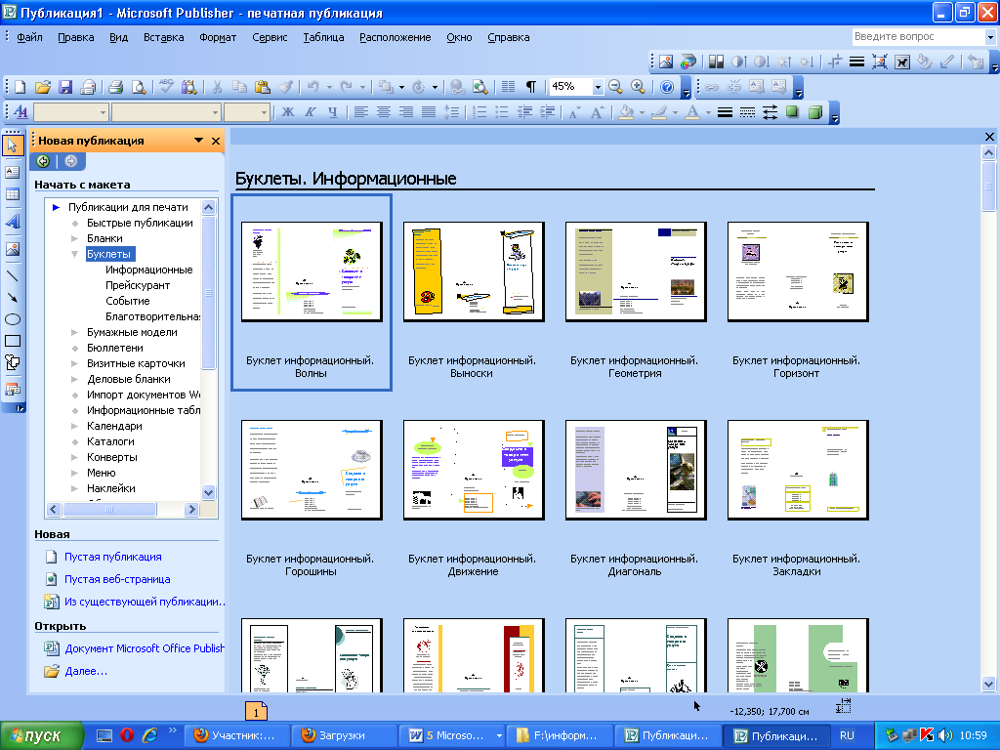 Публикация1 - Microsoft Publisher - печатная публикация
Файл Правка Вид Вставка Формат Сервис Таблица Расположение Окно Справка
Введите вопрос
45%
Ж К Ч
Новая публикация
Начать с макета
Публикации для печати
Быстрые публикации
Бланки
Буклеты
Информационные
Прейскурант
Событие
Благотворительна
Бумажные модели
Бюллетени
Визитные карточки
Деловые бланки
Импорт документов Wo
Информационные табл
Календари
Каталоги
Конверты
Меню
Наклейки
Новая
Пустая публикация
Пустая веб-страница
Из существующей публикации...
Открыть
Документ Microsoft Office Publish
Далее...
Буклеты. Информационные
Буклет информационный. Волны
Буклет информационный. Выноски
Буклет информационный. Геометрия
Буклет информационный. Горизонт
Буклет информационный. Горошины
Буклет информационный. Движение
Буклет информационный. Диагональ
Буклет информационный. Закладки
1
-12,350; 17,700 см
пуск
Участник:...
Загрузки
5 Microso...
F:\информ...
Публикаци...
Публикаци...
RU
10:59